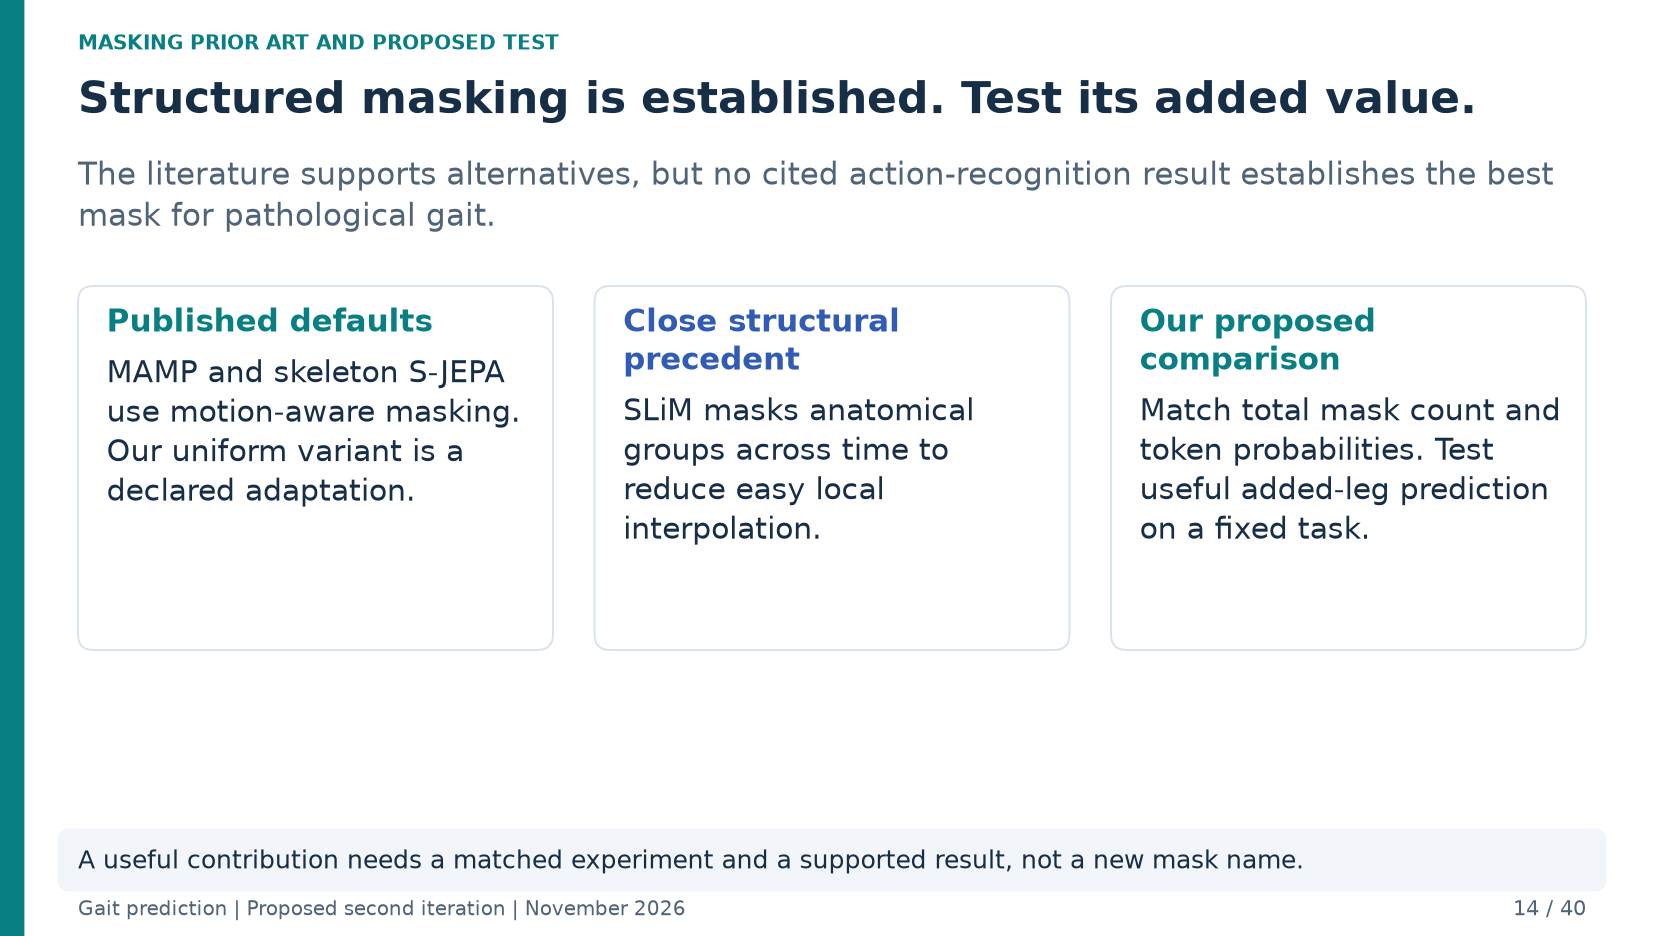 MASKING PRIOR ART AND PROPOSED TEST
Structured masking is established. Test its added value.
The literature supports alternatives, but no cited action-recognition result establishes the best
mask for pathological gait.
Published defaults
MAMP and skeleton S-JEPA
use motion-aware masking.
Our uniform variant is a
declared adaptation.
Close structural
precedent
SLiM masks anatomical
groups across time to
reduce easy local
interpolation.
Our proposed
comparison
Match total mask count and
token probabilities. Test
useful added-leg prediction
on a fixed task.
A useful contribution needs a matched experiment and a supported result, not a new mask name.
Gait prediction | Proposed second iteration | November 2026
14 / 40